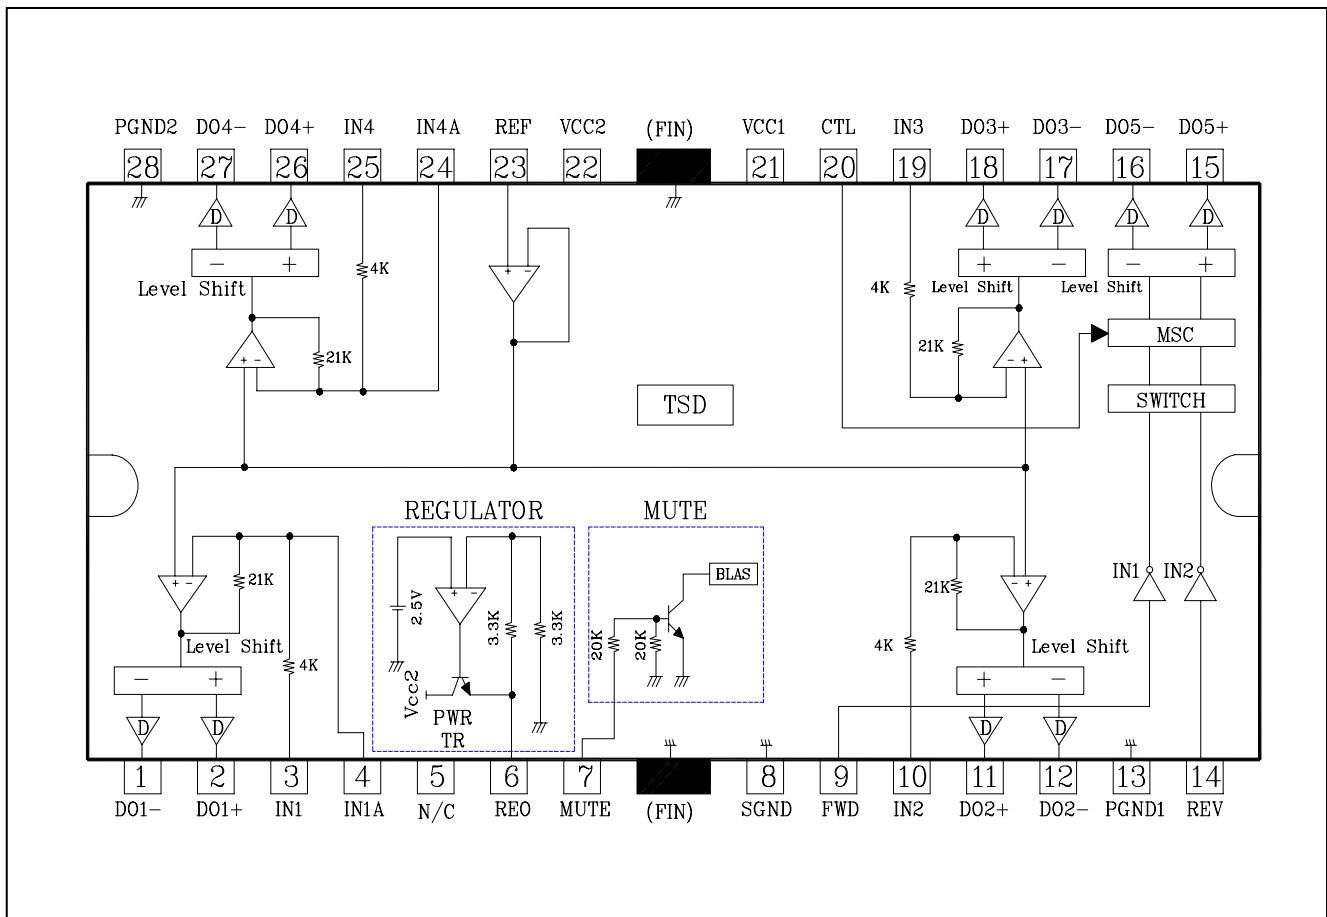 PGND2 DO4- DO4+ IN4 IN4A REF VCC2 (FIN) VCC1 CTL IN3 DO3+ DO3- DO5- DO5+
28 27 26 25 24 23 22 21 20 19 18 17 16 15
D D D D D D
- + + - - +
4K + - 4K
Level Shift Level Shift Level Shift
MSC
21K 21K
+ - - +
TSD SWITCH
REGULATOR MUTE
IN1 IN2
BLAS
+ - 21K + - 21K - +
2.5V 3.3K 3.3K 20K 20K
Level Shift 4K 4K Level Shift
- + Vcc2 + -
PWR
TR
D D D D
1 2 3 4 5 6 7 8 9 10 11 12 13 14
DO1- DO1+ IN1 IN1A N/C REO MUTE (FIN) SGND FWD IN2 DO2+ DO2- PGND1 REV